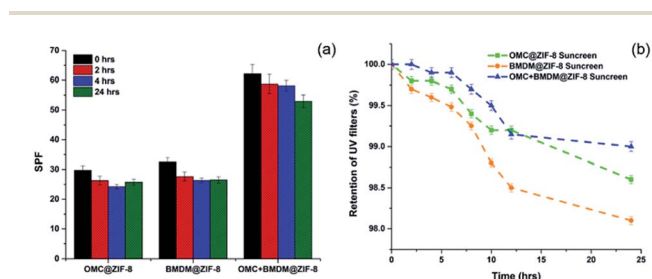 (a)
0 hrs
2 hrs
4 hrs
24 hrs
SPF
70
60
50
40
30
20
10
0
OMC@ZIF-8 BMDM@ZIF-8 OMC+BMDM@ZIF-8
(b)
OMC@ZIF-8 Suncreen
BMDM@ZIF-8 Suncreen
OMC+BMDM@ZIF-8 Suncreen
Retention of UV filters (%)
100.0
99.5
99.0
98.5
98.0
0 5 10 15 20 25
Time (hrs)